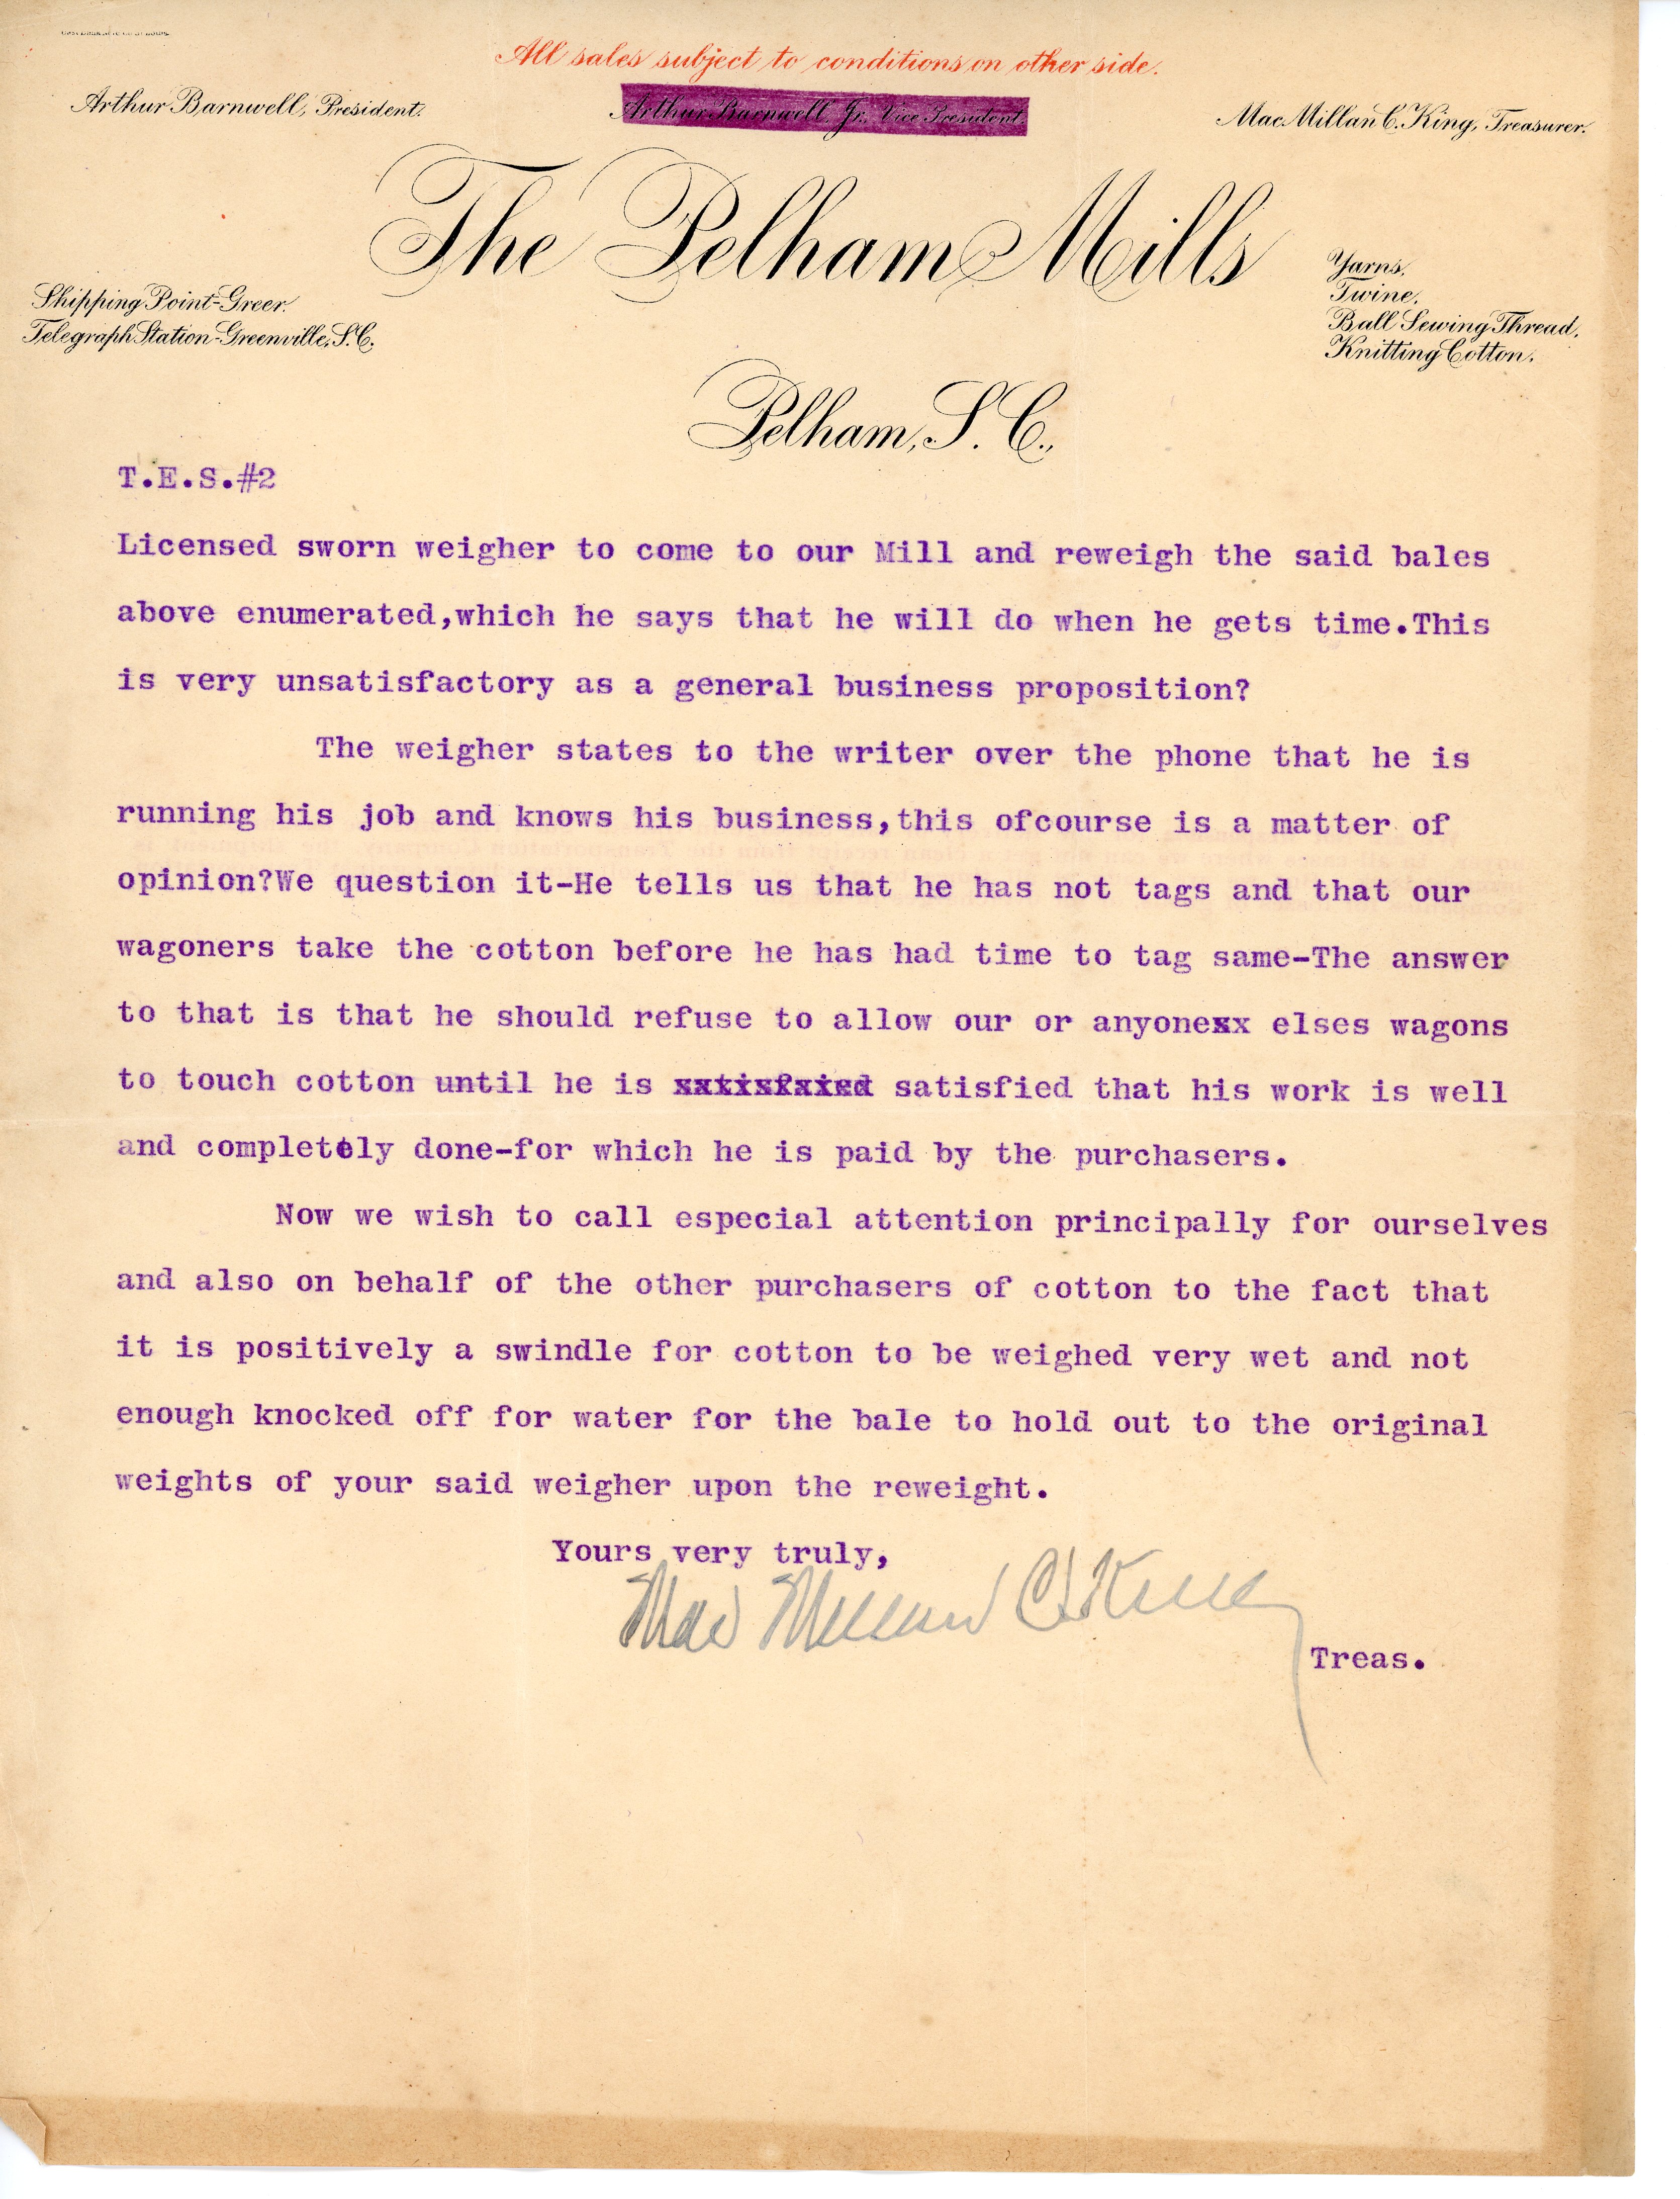 All sales subject to conditions on other side.
Arthur Barnwell, President.
Arthur Barnwell, Jr., Vice President.
MacMillan C. King, Treasurer.
The Pelham Mills
Shipping Point-Greer.
Telegraph Station-Greenville, S.C.
Yarns,
Twine,
Ball Sewing Thread,
Knitting Cotton.
Pelham, S. C.,
T.E.S.#2
Licensed sworn weigher to come to our Mill and reweigh the said bales
above enumerated,which he says that he will do when he gets time.This
is very unsatisfactory as a general business proposition?
The weigher states to the writer over the phone that he is
running his job and knows his business,this ofcourse is a matter of
opinion?We question it-He tells us that he has not tags and that our
wagoners take the cotton before he has had time to tag same-The answer
to that is that he should refuse to allow our or anyonexx elses wagons
to touch cotton until he is satisfied that his work is well
and completely done-for which he is paid by the purchasers.
Now we wish to call especial attention principally for ourselves
and also on behalf of the other purchasers of cotton to the fact that
it is positively a swindle for cotton to be weighed very wet and not
enough knocked off for water for the bale to hold out to the original
weights of your said weigher upon the reweight.
Yours very truly,
MacMillan C. King
Treas.